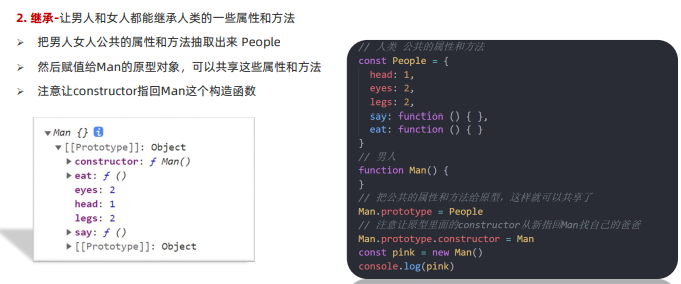 2. 继承-让男人和女人都能继承人类的一些属性和方法
➢ 把男人女人公共的属性和方法抽取出来 People
➢ 然后赋值给Man的原型对象，可以共享这些属性和方法
➢ 注意让constructor指回Man这个构造函数
▼ Man {} i
▼ [[Prototype]]: Object
▶ constructor: ƒ Man()
▶ eat: ƒ ()
eyes: 2
head: 1
legs: 2
▶ say: ƒ ()
▶ [[Prototype]]: Object
// 人类 公共的属性和方法
const People = {
head: 1,
eyes: 2,
legs: 2,
say: function () { },
eat: function () { }
}
// 男人
function Man() {
}
// 把公共的属性和方法给原型，这样就可以共享了
Man.prototype = People
// 注意让原型里面的constructor从新指回Man找自己的爸爸
Man.prototype.constructor = Man
const pink = new Man()
console.log(pink)